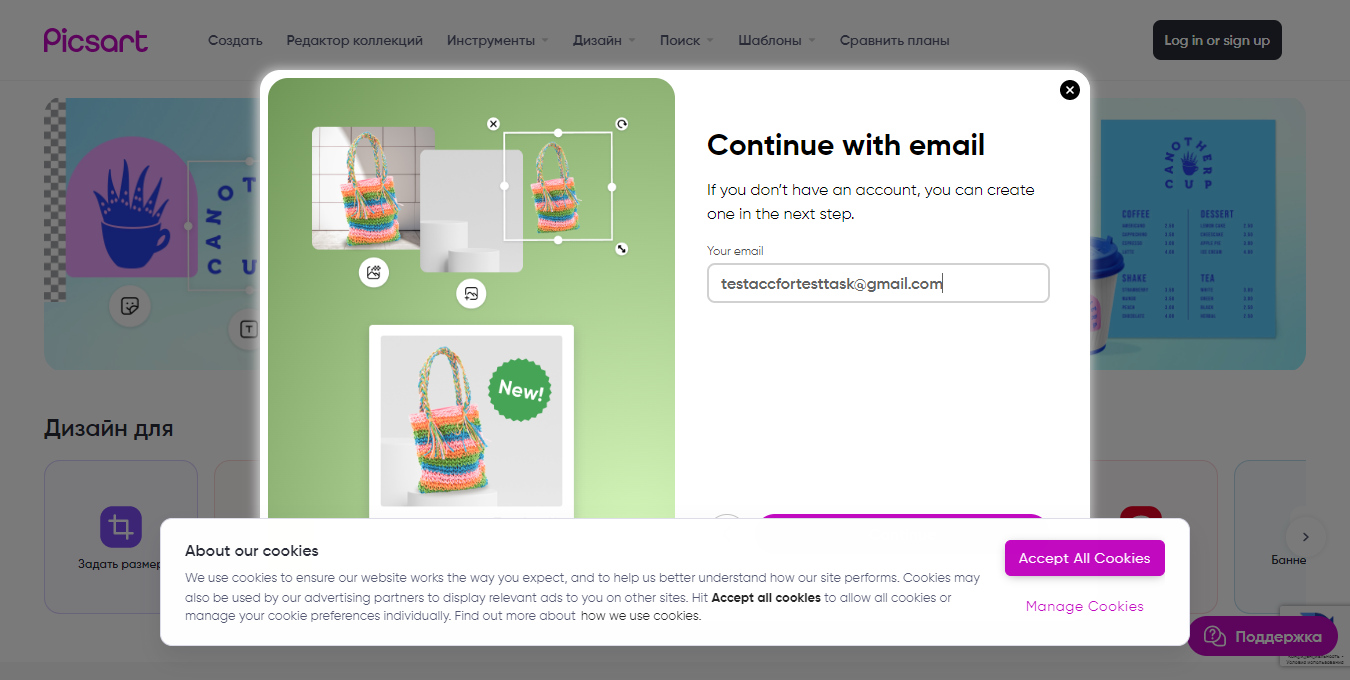 Picsart
Создать
Редактор коллекций
Инструменты
Дизайн
Поиск
Шаблоны
Сравнить планы
Log in or sign up
New!
Continue with email
If you don’t have an account, you can create
one in the next step.
Your email
testaccfortesttask@gmail.com
ANOTHER
CUP
COFFEE
DESSERT
SHAKE
TEA
Дизайн для
Задать размер
Банне
About our cookies
We use cookies to ensure our website works the way you expect, and to help us better understand how our site performs. Cookies may
also be used by our advertising partners to display relevant ads to you on other sites. Hit Accept all cookies to allow all cookies or
manage your cookie preferences individually. Find out more about how we use cookies.
Accept All Cookies
Manage Cookies
Поддержка